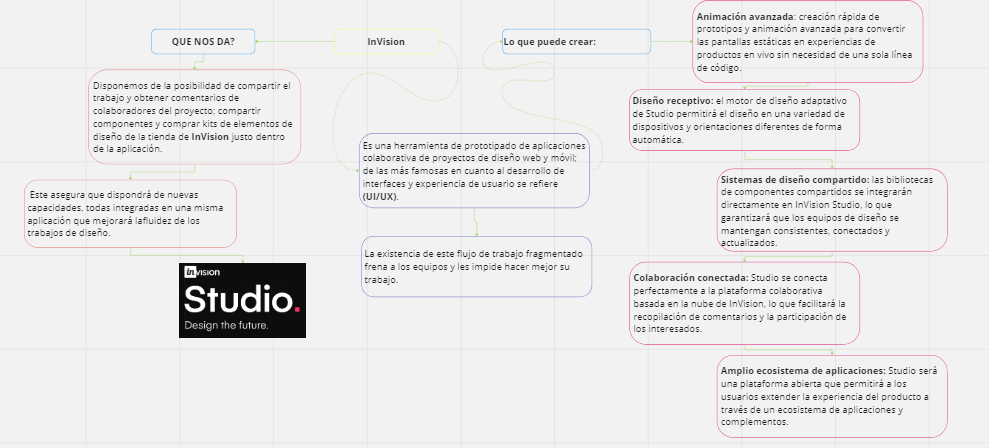 QUE NOS DA?
Disponemos de la posibilidad de compartir el
trabajo y obtener comentarios de
colaboradores del proyecto; compartir
componentes y comprar kits de elementos de
diseño de la tienda de InVision justo dentro
de la aplicación.
Este asegura que dispondrá de nuevas
capacidades, todas integradas en una misma
aplicación que mejorará lafluidez de los
trabajos de diseño.
invision
Studio.
Design the future.
InVision
Es una herramienta de prototipado de aplicaciones
colaborativa de proyectos de diseño web y móvil;
de las más famosas en cuanto al desarrollo de
interfaces y experiencia de usuario se refiere
(UI/UX).
La existencia de este flujo de trabajo fragmentado
frena a los equipos y les impide hacer mejor su
trabajo.
Lo que puede crear:
Animación avanzada: creación rápida de
prototipos y animación avanzada para convertir
las pantallas estáticas en experiencias de
productos en vivo sin necesidad de una sola línea
de código.
Diseño receptivo: el motor de diseño adaptativo
de Studio permitirá el diseño en una variedad de
dispositivos y orientaciones diferentes de forma
automática.
Sistemas de diseño compartido: las bibliotecas
de componentes compartidos se integrarán
directamente en InVision Studio, lo que
garantizará que los equipos de diseño se
mantengan consistentes, conectados y
actualizados.
Colaboración conectada: Studio se conecta
perfectamente a la plataforma colaborativa
basada en la nube de InVision, lo que facilitará la
recopilación de comentarios y la participación de
los interesados.
Amplio ecosistema de aplicaciones: Studio será
una plataforma abierta que permitirá a los
usuarios extender la experiencia del producto a
través de un ecosistema de aplicaciones y
complementos.